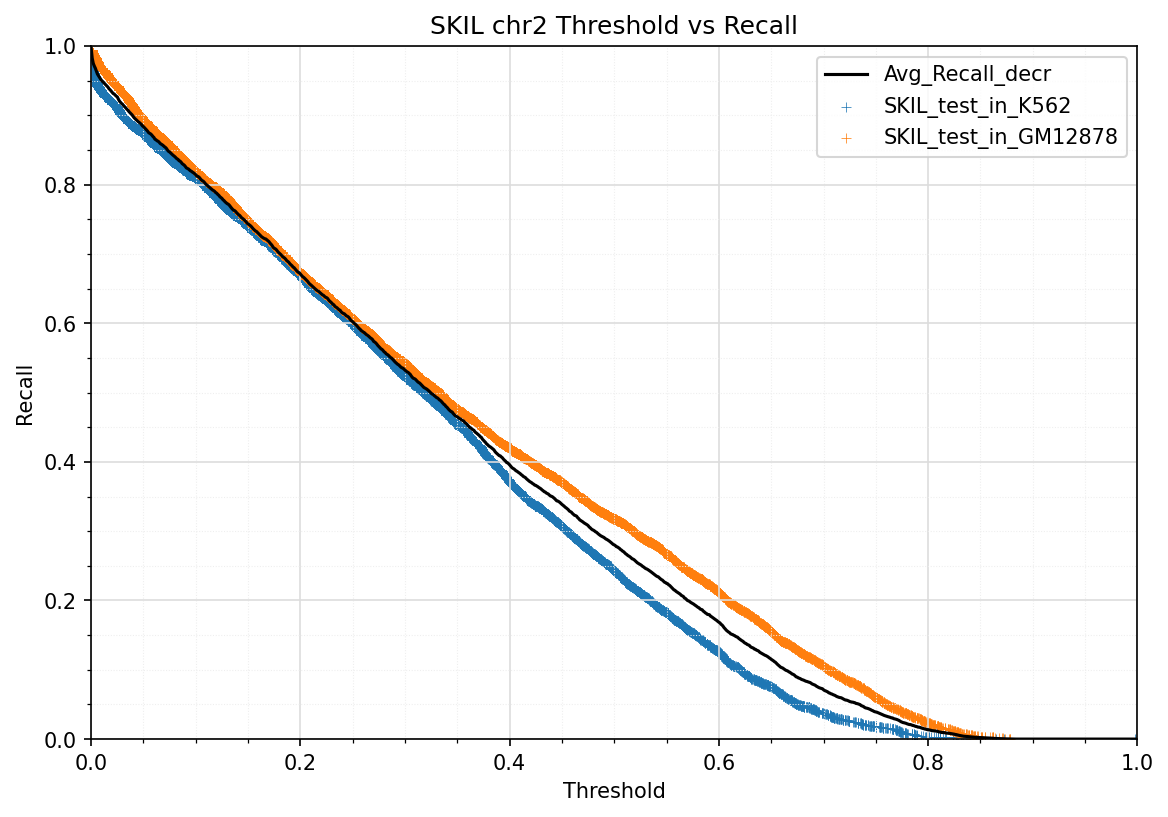 SKIL chr2 Threshold vs Recall
Avg_Recall_decr
SKIL_test_in_K562
SKIL_test_in_GM12878
1.0
0.8
0.6
0.4
0.2
0.0
Recall
0.0 0.2 0.4 0.6 0.8 1.0
Threshold